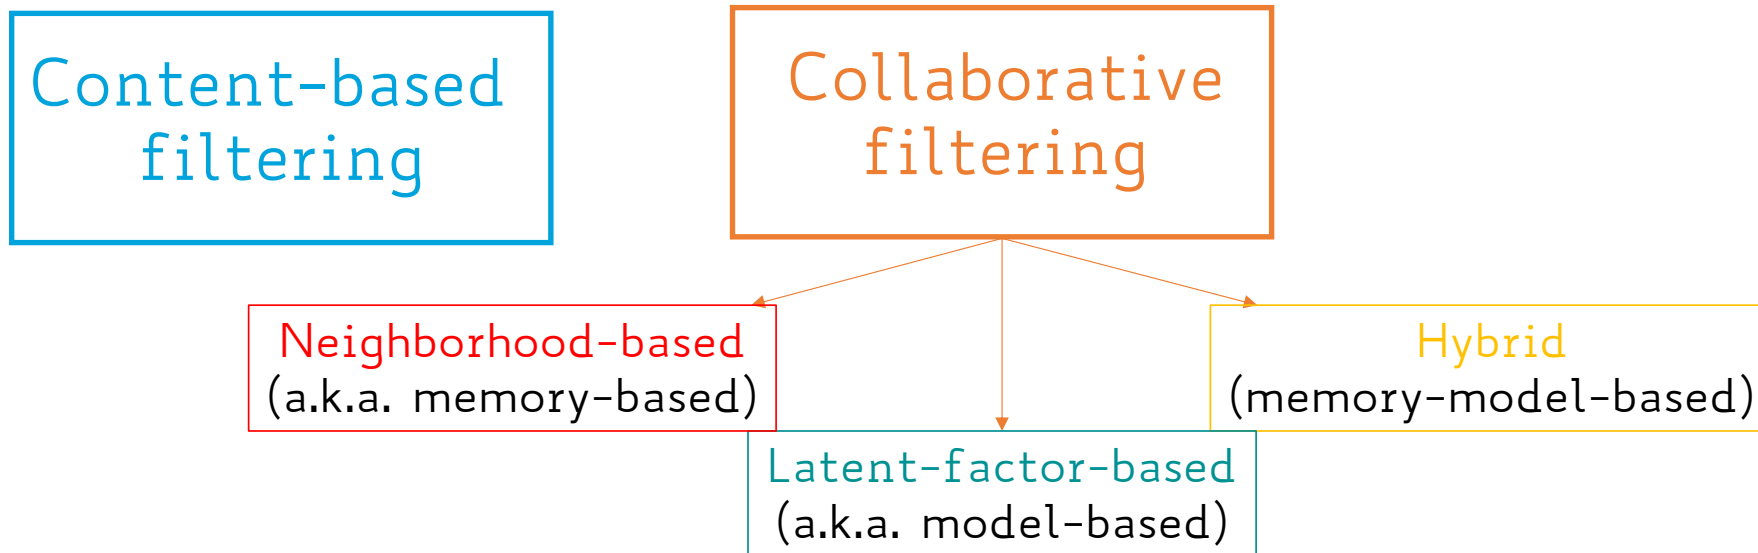 Content-based
filtering
Collaborative
filtering
Neighborhood-based
(a.k.a. memory-based)
Latent-factor-based
(a.k.a. model-based)
Hybrid
(memory-model-based)